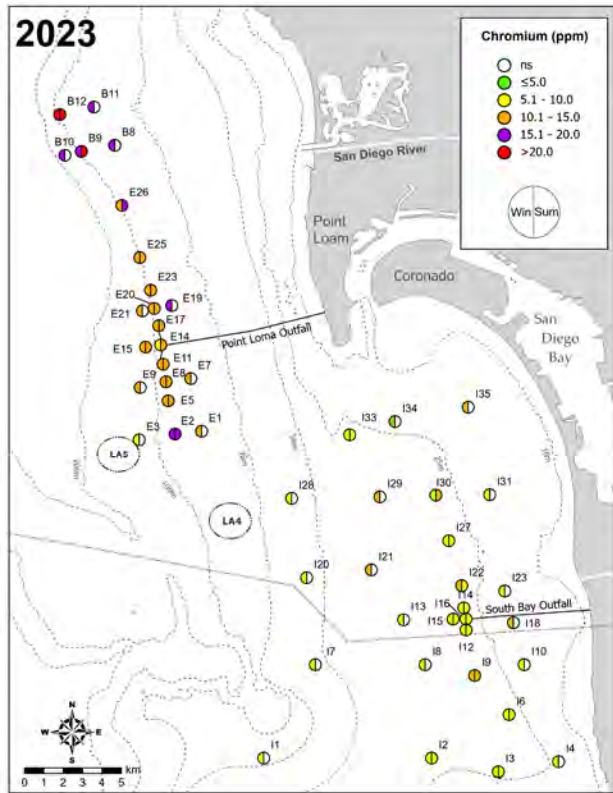 2023
Chromium (ppm)
ns
≤5.0
5.1 - 10.0
10.1 - 15.0
15.1 - 20.0
>20.0
Win Sum
B12 B11
B10 B9 B8
San Diego River
E26
Point
Loam
E25
Coronado
E23
E20 E19
E21 E17
San
Diego
Bay
E14
Point Loma Outfall
E15
E11
E9 E8 E7
E5
I35
E3 E2 E1
I33 I34
LA5
I28 I29 I30 I31
LA4
I27
I20 I21
I22 I23
I14
I16
South Bay Outfall
I13 I15 I18
I12
I7 I8 I9 I10
I6
N
W E
S
I1 I2 I3 I4
0 1 2 3 4 5 km